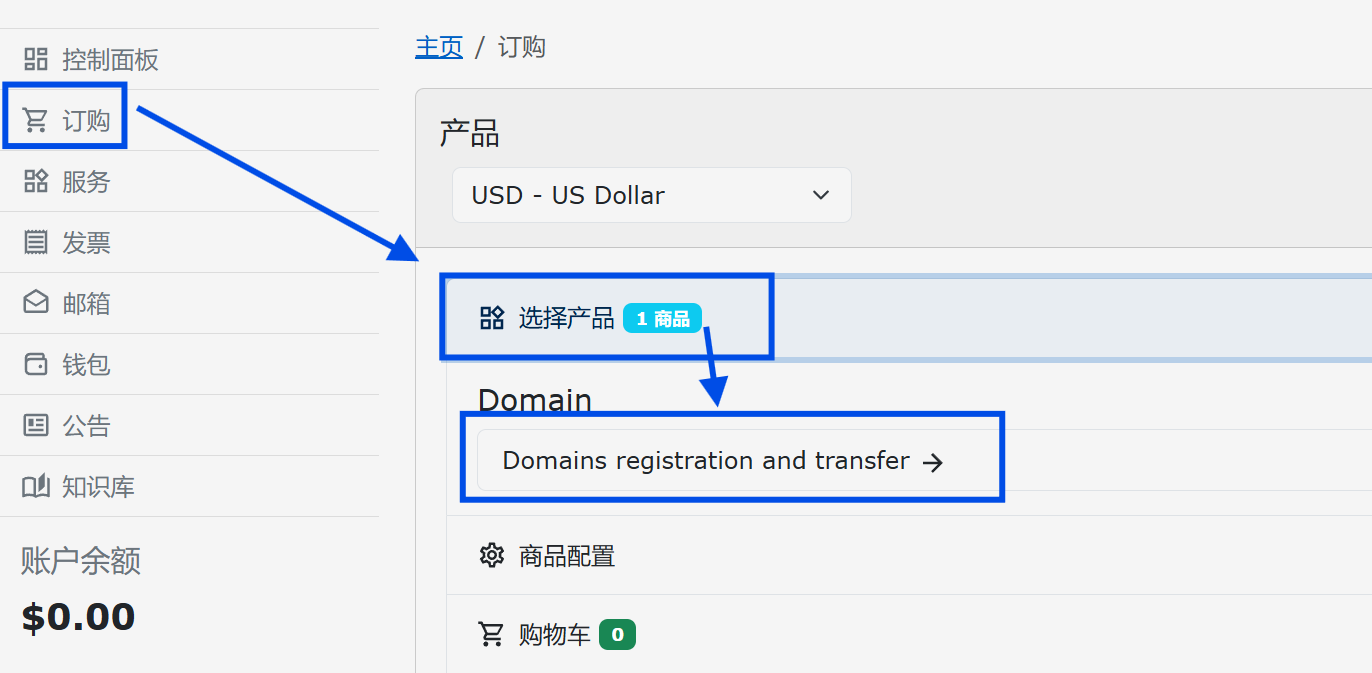 控制面板
订购
服务
发票
邮箱
钱包
公告
知识库
账户余额
$0.00
主页 / 订购
产品
USD - US Dollar
选择产品 1 商品
Domain
Domains registration and transfer →
商品配置
购物车 0